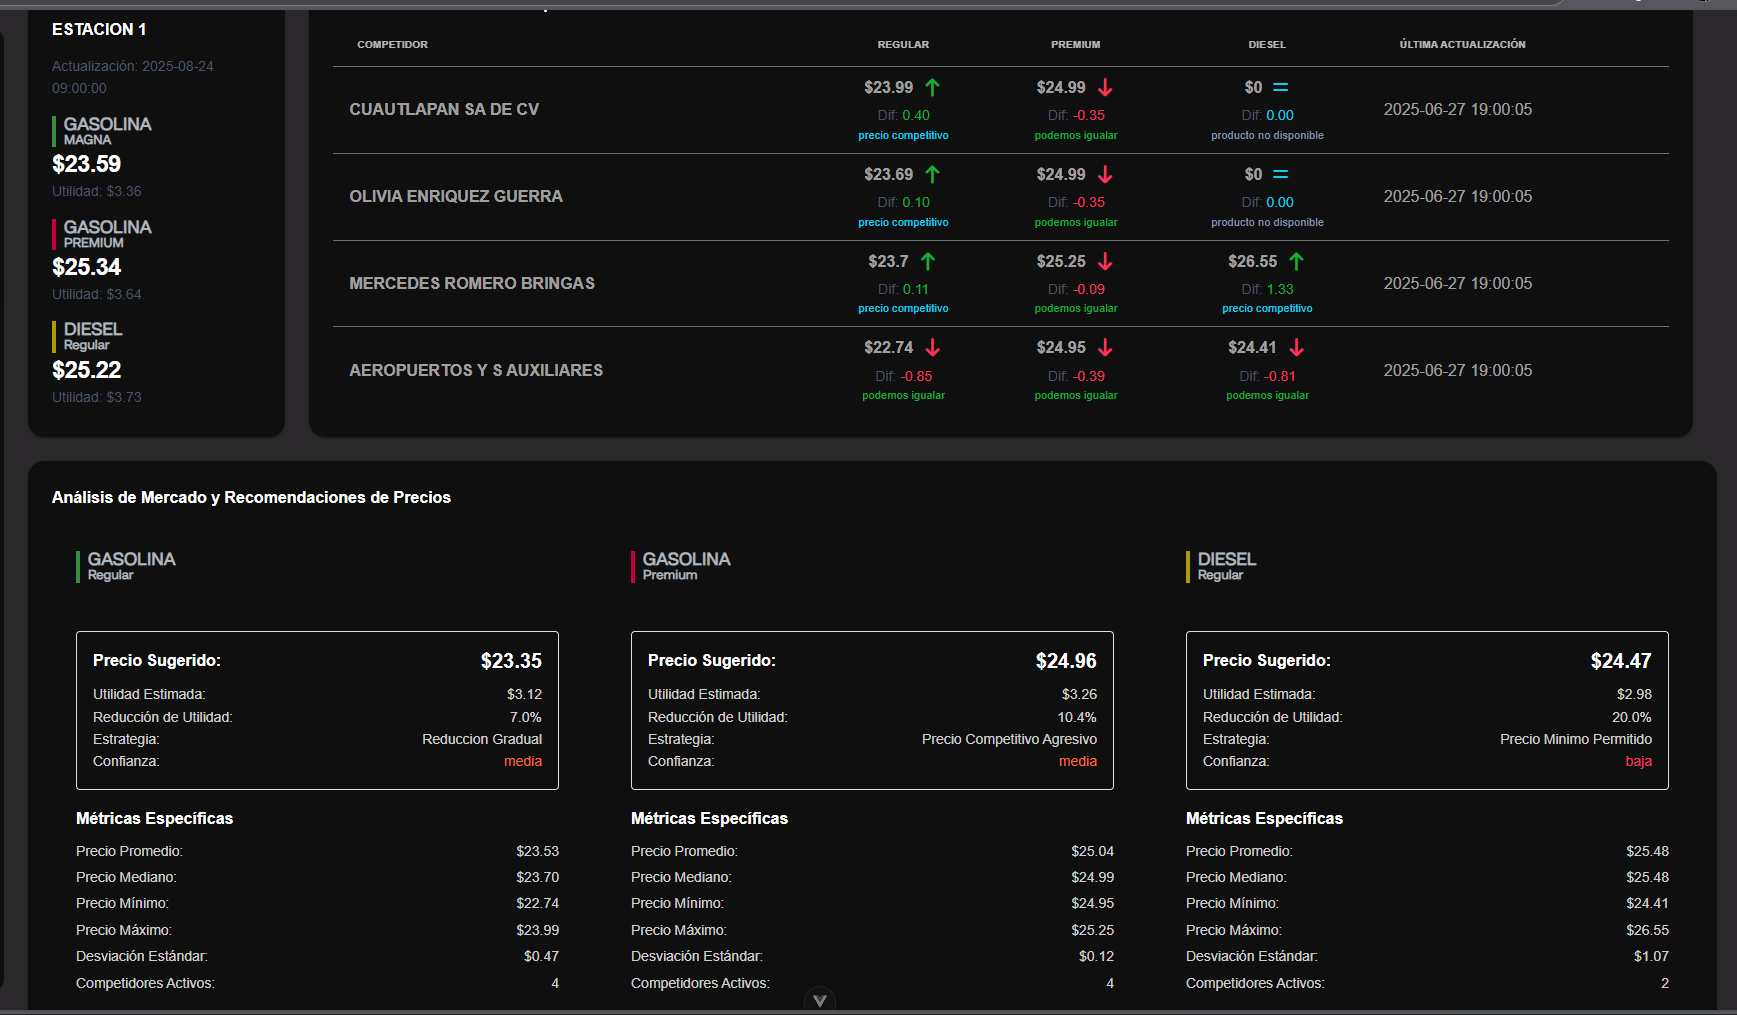 ESTACION 1
Actualización: 2025-08-24
09:00:00
GASOLINA
MAGNA
$23.59
Utilidad: $3.36
GASOLINA
PREMIUM
$25.34
Utilidad: $3.64
DIESEL
Regular
$25.22
Utilidad: $3.73
COMPETIDOR REGULAR PREMIUM DIESEL ÚLTIMA ACTUALIZACIÓN
CUAUTLAPAN SA DE CV
$23.99 $24.99 $0
Dif: 0.40 Dif: -0.35 Dif: 0.00
precio competitivo podemos igualar producto no disponible
2025-06-27 19:00:05
OLIVIA ENRIQUEZ GUERRA
$23.69 $24.99 $0
Dif: 0.10 Dif: -0.35 Dif: 0.00
precio competitivo podemos igualar producto no disponible
2025-06-27 19:00:05
MERCEDES ROMERO BRINGAS
$23.7 $25.25 $26.55
Dif: 0.11 Dif: -0.09 Dif: 1.33
precio competitivo podemos igualar precio competitivo
2025-06-27 19:00:05
AEROPUERTOS Y S AUXILIARES
$22.74 $24.95 $24.41
Dif: -0.85 Dif: -0.39 Dif: -0.81
podemos igualar podemos igualar podemos igualar
2025-06-27 19:00:05
Análisis de Mercado y Recomendaciones de Precios
GASOLINA
Regular
Precio Sugerido: $23.35
Utilidad Estimada: $3.12
Reducción de Utilidad: 7.0%
Estrategia: Reduccion Gradual
Confianza: media
Métricas Específicas
Precio Promedio: $23.53
Precio Mediano: $23.70
Precio Mínimo: $22.74
Precio Máximo: $23.99
Desviación Estándar: $0.47
Competidores Activos: 4
GASOLINA
Premium
Precio Sugerido: $24.96
Utilidad Estimada: $3.26
Reducción de Utilidad: 10.4%
Estrategia: Precio Competitivo Agresivo
Confianza: media
Métricas Específicas
Precio Promedio: $25.04
Precio Mediano: $24.99
Precio Mínimo: $24.95
Precio Máximo: $25.25
Desviación Estándar: $0.12
Competidores Activos: 4
DIESEL
Regular
Precio Sugerido: $24.47
Utilidad Estimada: $2.98
Reducción de Utilidad: 20.0%
Estrategia: Precio Minimo Permitido
Confianza: baja
Métricas Específicas
Precio Promedio: $25.48
Precio Mediano: $25.48
Precio Mínimo: $24.41
Precio Máximo: $26.55
Desviación Estándar: $1.07
Competidores Activos: 2